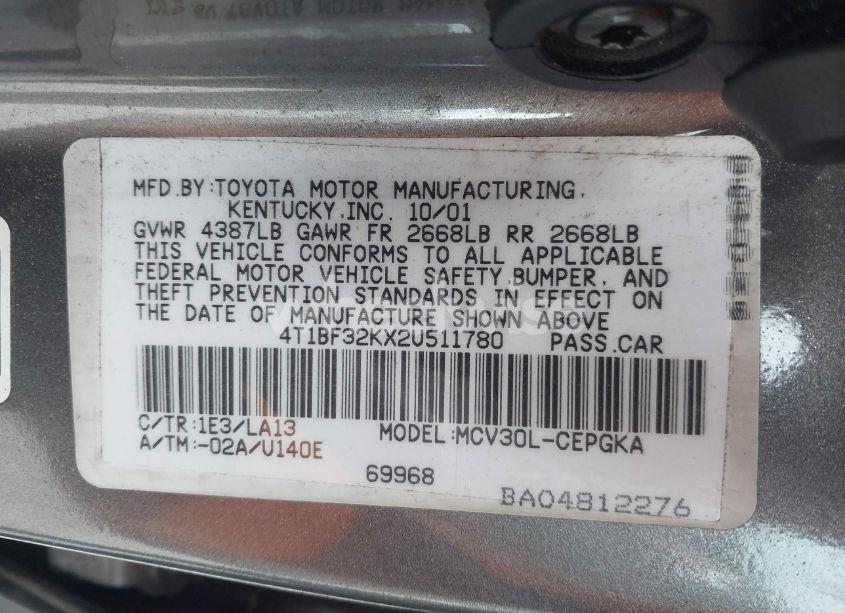 MFD.BY:TOYOTA MOTOR MANUFACTURING,
KENTUCKY,INC. 10/01
GVWR 4387LB GAWR FR 2668LB RR 2668LB
THIS VEHICLE CONFORMS TO ALL APPLICABLE
FEDERAL MOTOR VEHICLE SAFETY,BUMPER, AND
THEFT PREVENTION STANDARDS IN EFFECT ON
THE DATE OF MANUFACTURE SHOWN ABOVE
4T1BF32KX2U511780 PASS.CAR
C/TR:1E3/LA13 MODEL:MCV30L-CEPGKA
A/TM:-02A/U140E
69968
BA04812276